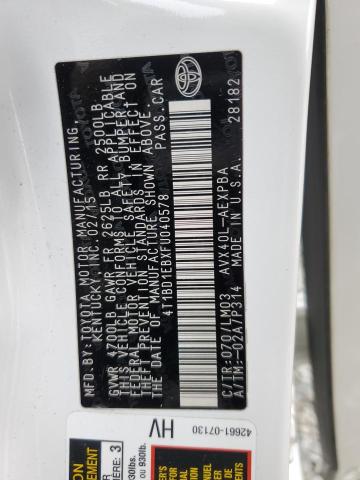 MFD.BY:TOYOTA MOTOR MANUFACTURING,
KENTUCKY,INC.02/15
GVWR 4700LB GAWR FR 2625LB RR 2500LB
THIS VEHICLE CONFORMS TO ALL APPLICABLE
FEDERAL MOTOR VEHICLE SAFETY, BUMPER, AND
THEFT PREVENTION STANDARDS IN EFFECT ON
THE DATE OF MANUFACTURE SHOWN ABOVE.
4T1BD1EBXFU040578 PASS.CAR
C/TR:070/LM03 AVX40L-AEXPBA
A/TM:-02A/P314 MADE IN U.S.A. 28182
42661-07130
HV